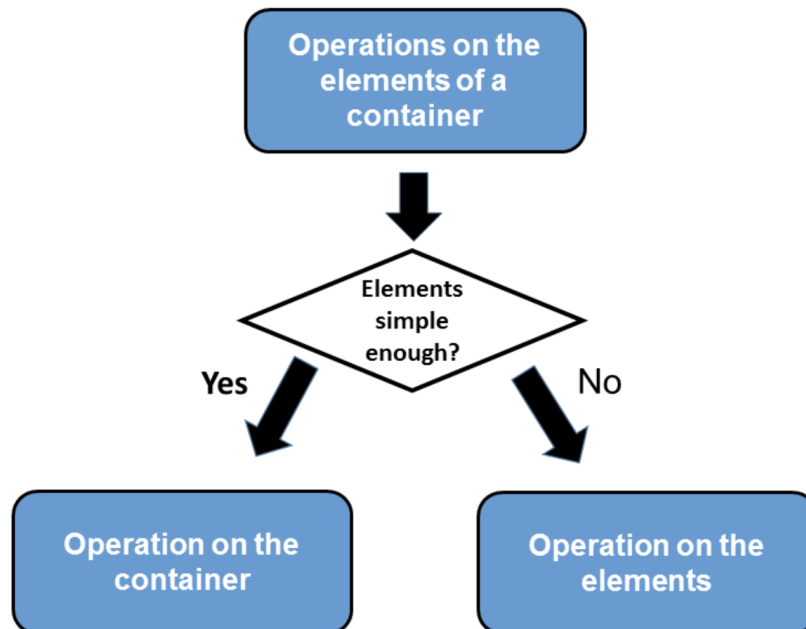 Operations on the
elements of a
container
Elements
simple
enough?
Yes
No
Operation on the
container
Operation on the
elements